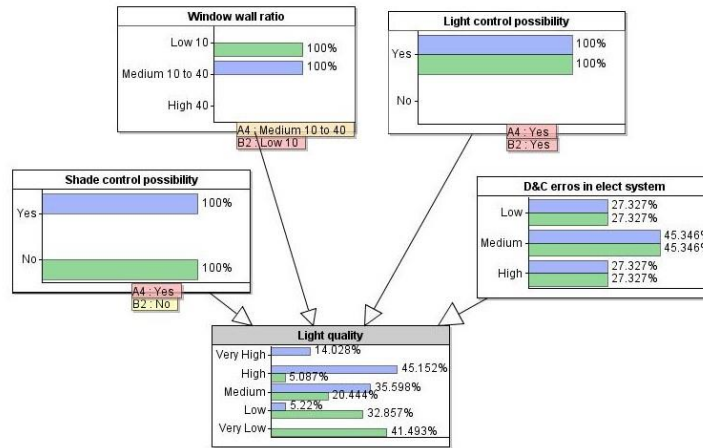 Window wall ratio
Low 10
100%
Medium 10 to 40
100%
High 40
A4 : Medium 10 to 40
B2 : Low 10
Light control possibility
Yes
100%
100%
No
A4 : Yes
B2 : Yes
Shade control possibility
Yes
100%
No
100%
A4 : Yes
B2 : No
D&C erros in elect system
Low
27.327%
27.327%
Medium
45.346%
45.346%
High
27.327%
27.327%
Light quality
Very High
14.028%
High
45.152%
5.087%
Medium
35.598%
20.444%
Low
5.22%
32.857%
Very Low
41.493%